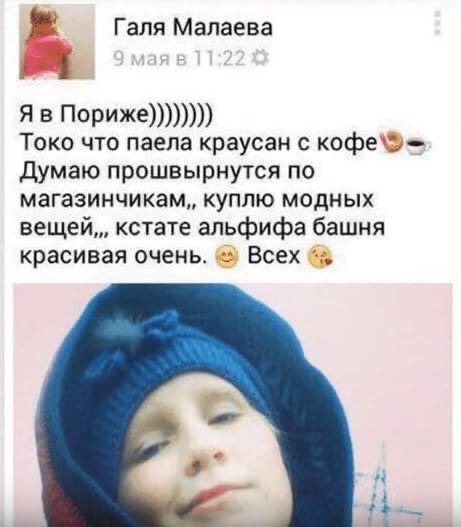 Галя Малаева
9 мая в 11:22
Я в Пориже))))))))
Токо что паела краусан с кофе🍩☕
Думаю прошвырнутся по
магазинчикам,, куплю модных
вещей,,, кстате альфифа башня
красивая очень. 😊 Всех 😘